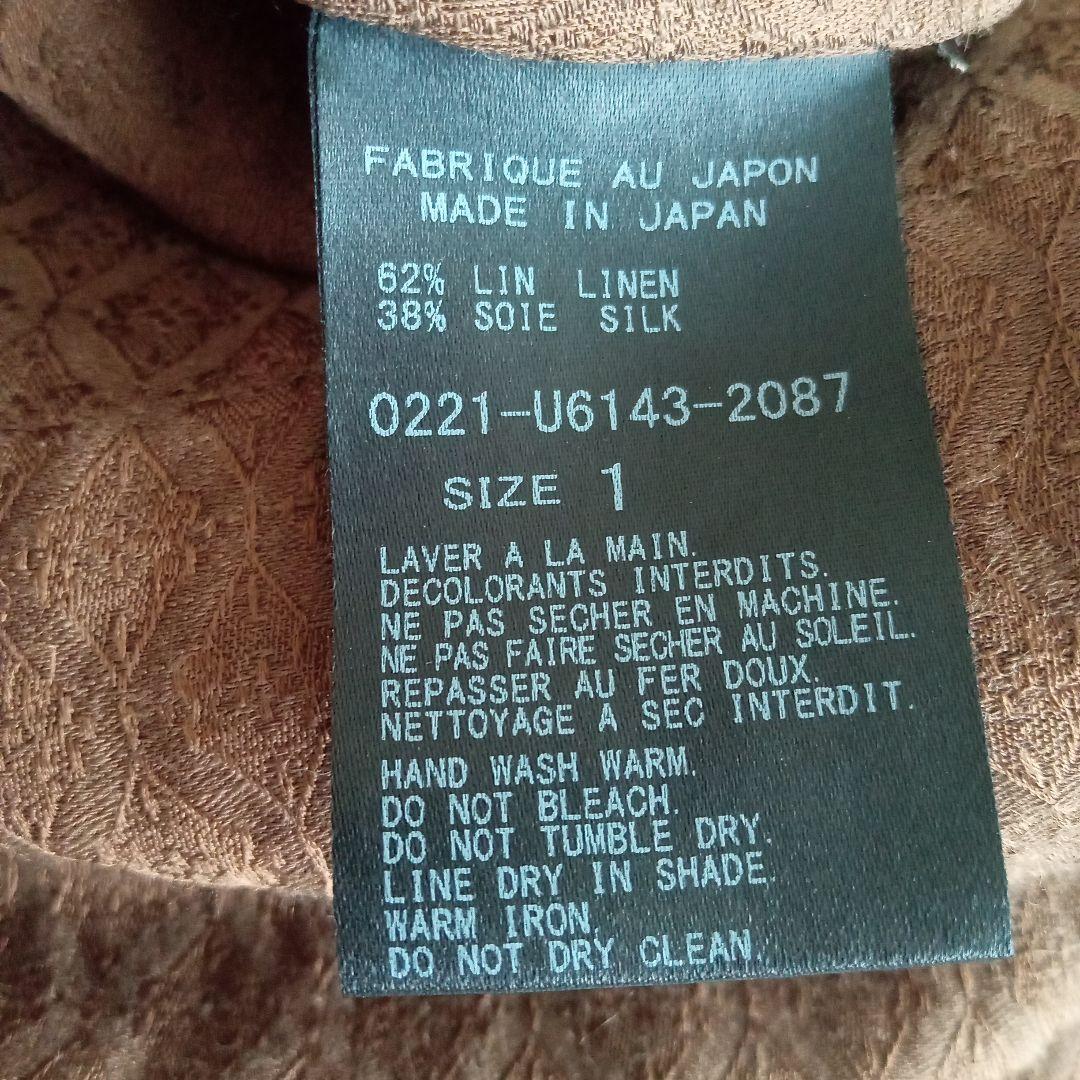 FABRIQUE AU JAPON
MADE IN JAPAN
62% LIN LINEN
38% SOIE SILK
0221-U6143-2087
SIZE 1
LAVER A LA MAIN.
DECOLORANTS INTERDITS.
NE PAS SECHER EN MACHINE.
NE PAS FAIRE SECHER AU SOLEIL.
REPASSER AU FER DOUX.
NETTOYAGE A SEC INTERDIT.
HAND WASH WARM.
DO NOT BLEACH.
DO NOT TUMBLE DRY.
LINE DRY IN SHADE.
WARM IRON.
DO NOT DRY CLEAN.